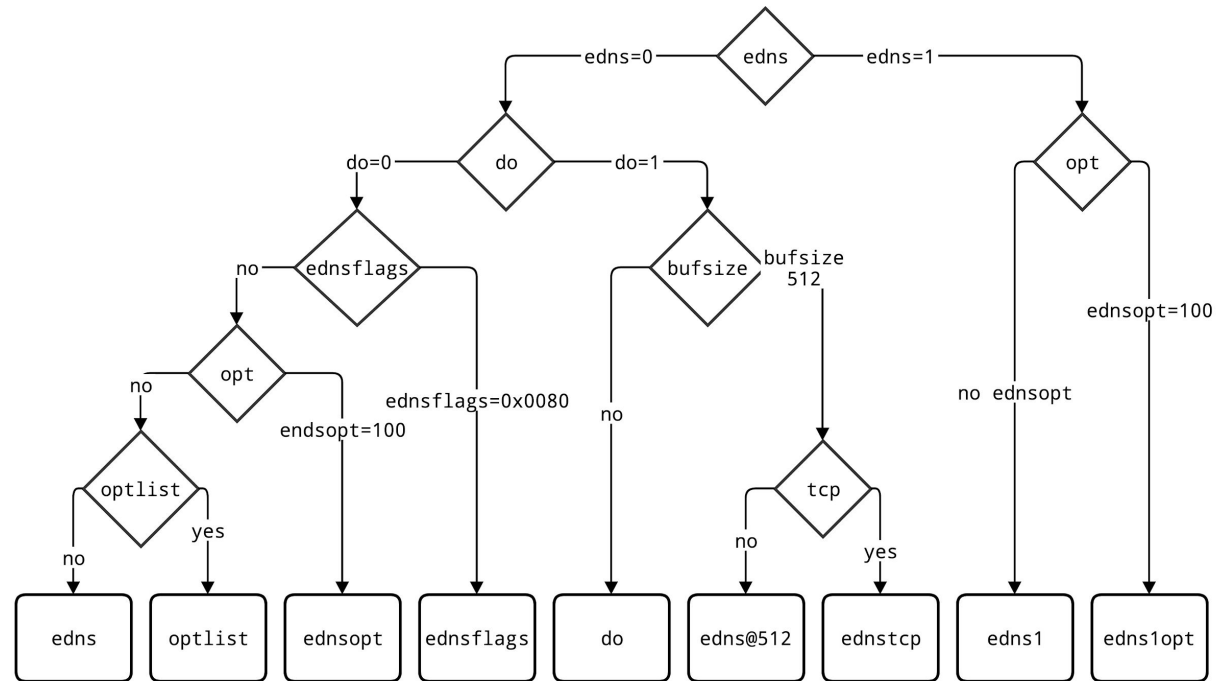 edns=0
edns
edns=1
do=0
do
do=1
opt
no
ednsflags
bufsize
bufsize
512
ednsopt=100
no
opt
no ednsopt
ednsflags=0x0080
no
endsopt=100
optlist
tcp
yes
no
no
yes
edns
optlist
ednsopt
ednsflags
do
edns@512
ednstcp
edns1
edns1opt